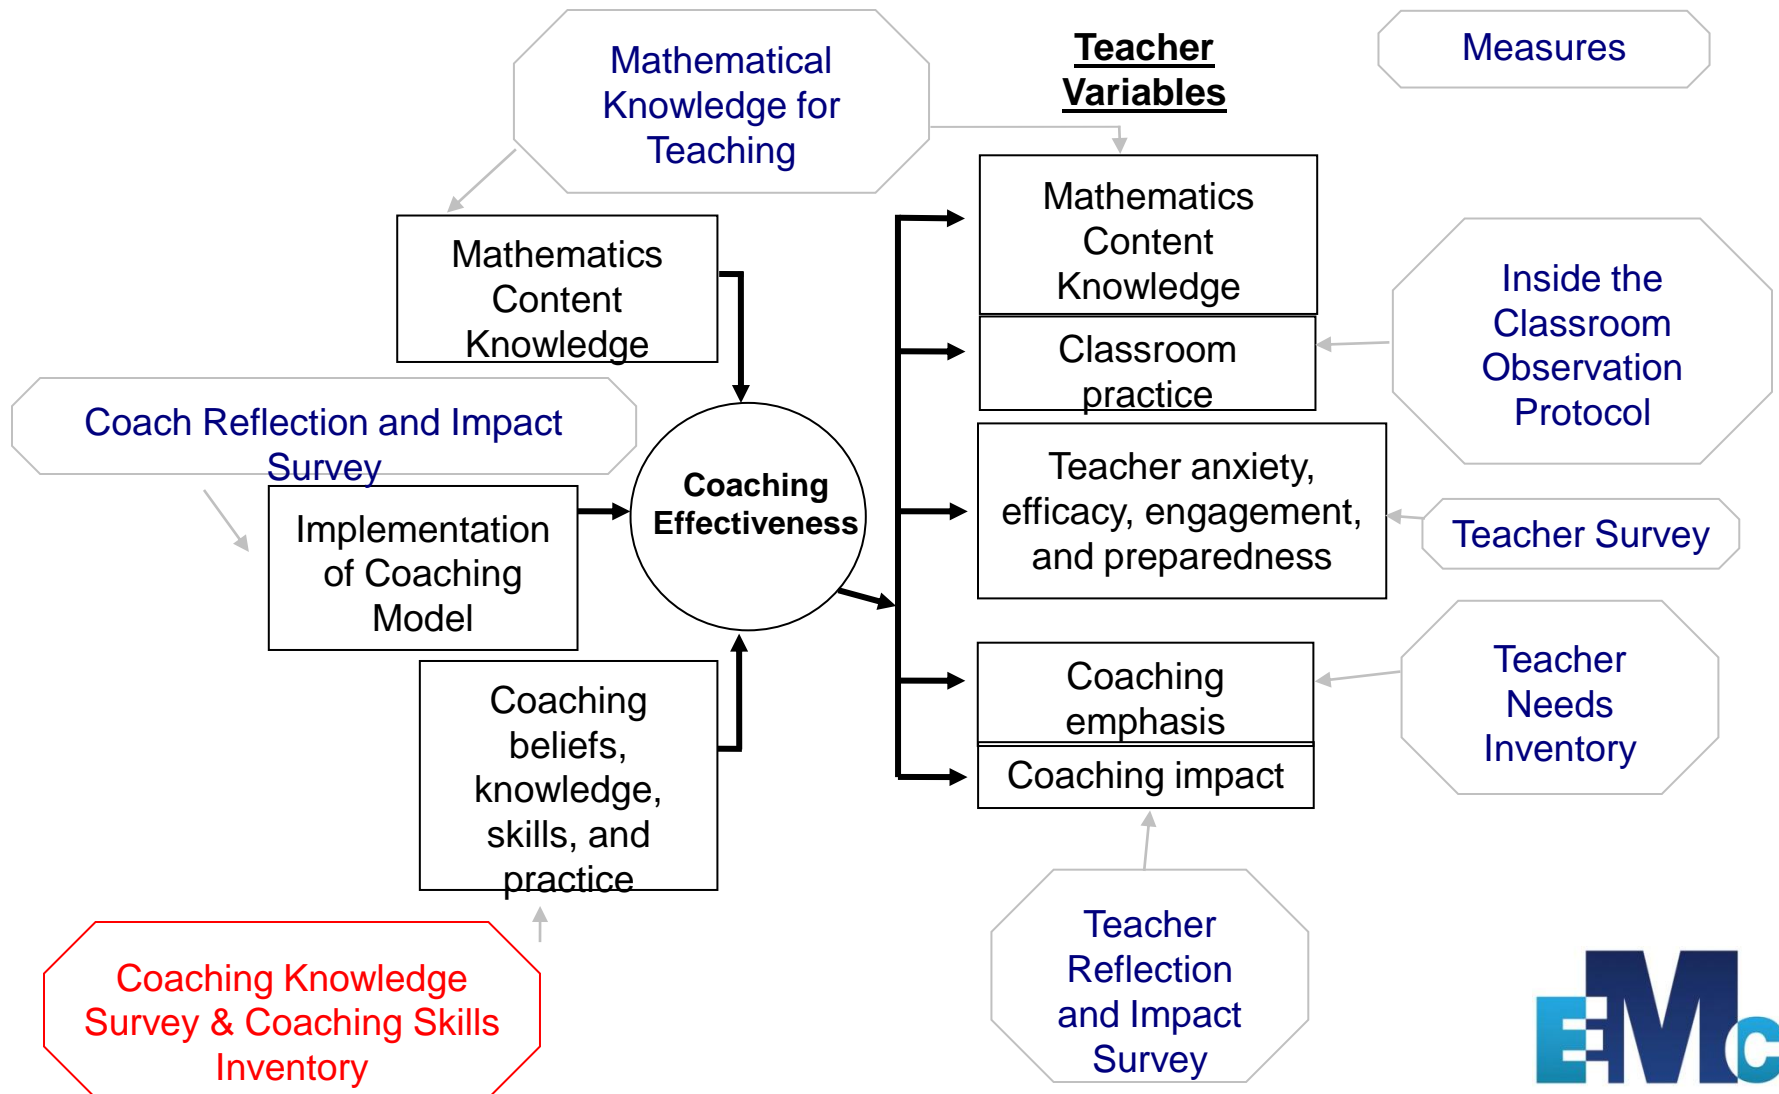 Mathematical
Knowledge for
Teaching
Teacher
Variables
Measures
Mathematics
Content
Knowledge
Mathematics
Content
Knowledge
Classroom
practice
Inside the
Classroom
Observation
Protocol
Coach Reflection and Impact
Survey
Implementation
of Coaching
Model
Coaching
Effectiveness
Teacher anxiety,
efficacy, engagement,
and preparedness
Teacher Survey
Coaching
beliefs,
knowledge,
skills, and
practice
Coaching
emphasis
Coaching impact
Teacher
Needs
Inventory
Coaching Knowledge
Survey & Coaching Skills
Inventory
Teacher
Reflection
and Impact
Survey
EMC